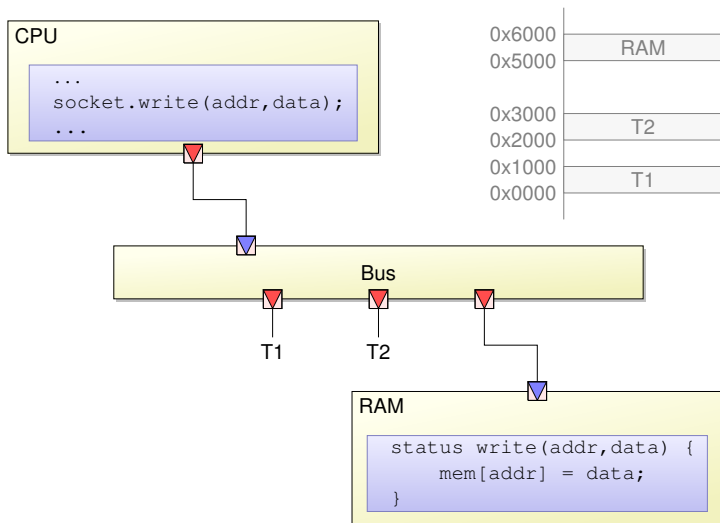 CPU
...
socket.write(addr,data);
...
0x6000
RAM
0x5000
0x3000
T2
0x2000
0x1000
T1
0x0000
Bus
T1 T2
RAM
status write(addr,data) {
mem[addr] = data;
}